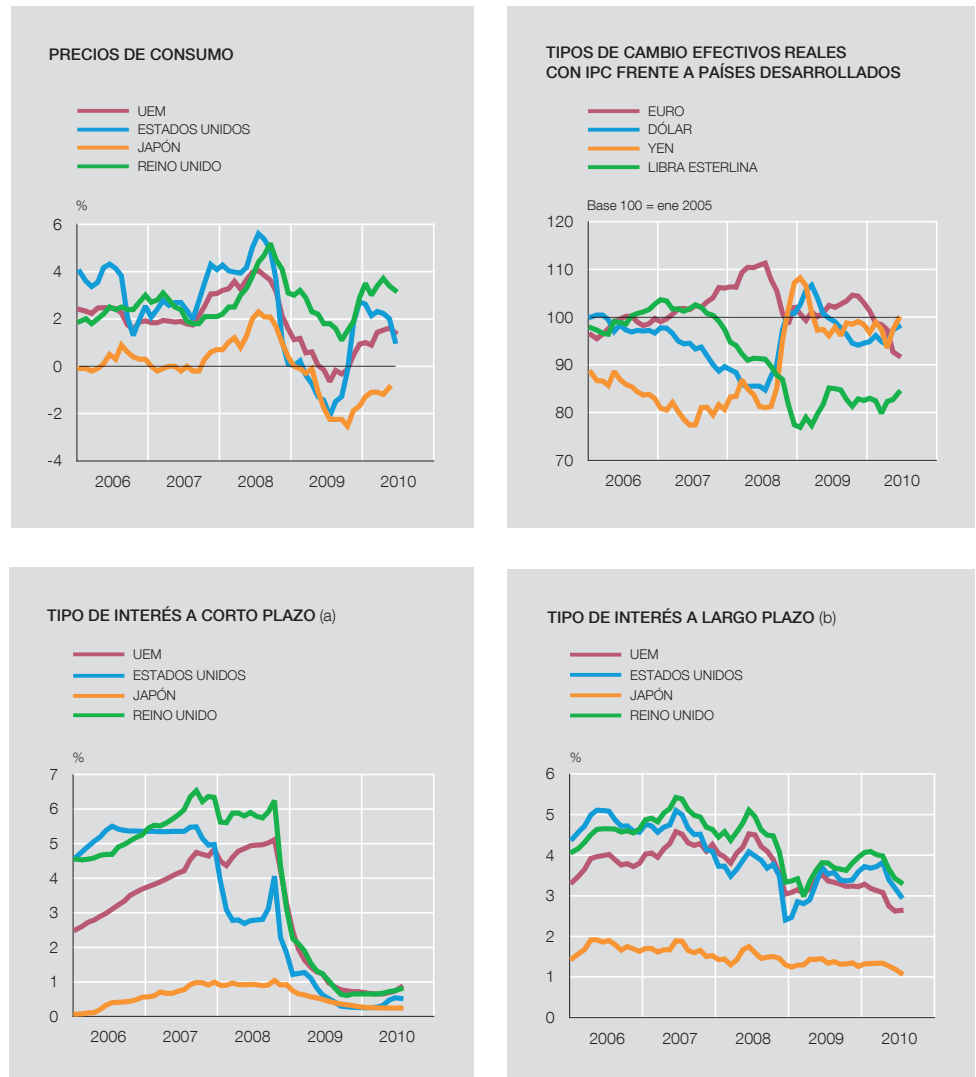 PRECIOS DE CONSUMO
UEM
ESTADOS UNIDOS
JAPÓN
REINO UNIDO
%
6
4
2
0
-2
-4
2006 2007 2008 2009 2010
TIPOS DE CAMBIO EFECTIVOS REALES
CON IPC FRENTE A PAÍSES DESARROLLADOS
EURO
DÓLAR
YEN
LIBRA ESTERLINA
Base 100 = ene 2005
120
110
100
90
80
70
2006 2007 2008 2009 2010
TIPO DE INTERÉS A CORTO PLAZO (a)
UEM
ESTADOS UNIDOS
JAPÓN
REINO UNIDO
%
7
6
5
4
3
2
1
0
2006 2007 2008 2009 2010
TIPO DE INTERÉS A LARGO PLAZO (b)
UEM
ESTADOS UNIDOS
JAPÓN
REINO UNIDO
%
6
5
4
3
2
1
0
2006 2007 2008 2009 2010